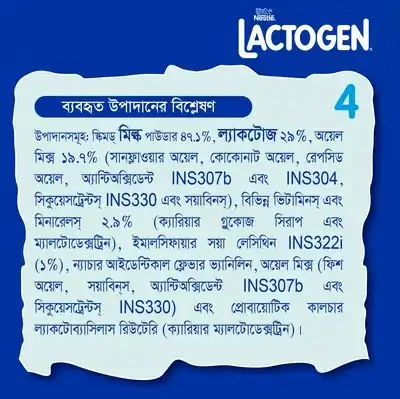 Nestlé
LACTOGEN
4
ব্যবহৃত উপাদানের বিশ্লেষণ
উপাদানসমূহ: স্কিমড্ মিল্ক পাউডার ৪৭.১%, ল্যাকটোজ ২৯%, অয়েল
মিক্স ১৯.৭% (সানফ্লাওয়ার অয়েল, কোকোনাট অয়েল, রেপসিড
অয়েল, অ্যান্টিঅক্সিডেন্ট INS307b এবং INS304,
সিকুয়েসট্রেন্টস্ INS330 এবং সয়াবিনস্), বিভিন্ন ভিটামিনস্ এবং
মিনারেলস্ ২.৯% (ক্যারিয়ার গ্লুকোজ সিরাপ এবং
ম্যালটোডেক্সট্রিন), ইমালসিফায়ার সয়া লেসিথিন INS322i
(১%), ন্যাচার আইডেন্টিকাল ফ্লেভার ভ্যানিলিন, অয়েল মিক্স (ফিশ
অয়েল, সয়াবিনস্, অ্যান্টিঅক্সিডেন্ট INS307b এবং
সিকুয়েসট্রেন্টস্ INS330) এবং প্রোবায়োটিক কালচার
ল্যাকটোব্যাসিলাস রিউটেরি (ক্যারিয়ার ম্যালটোডেক্সট্রিন)।